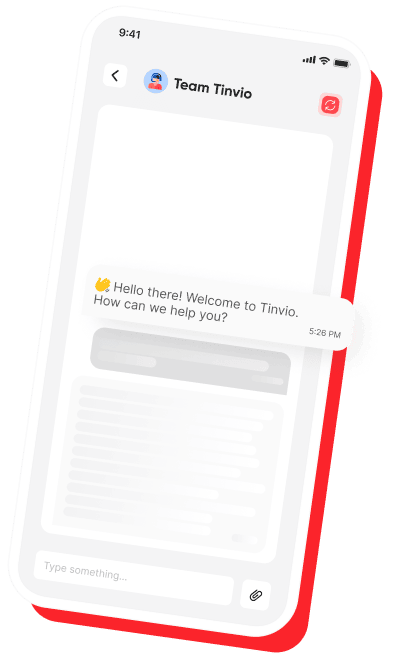 9:41
Team Tinvio
👋 Hello there! Welcome to Tinvio.
How can we help you?
5:26 PM
Type something...